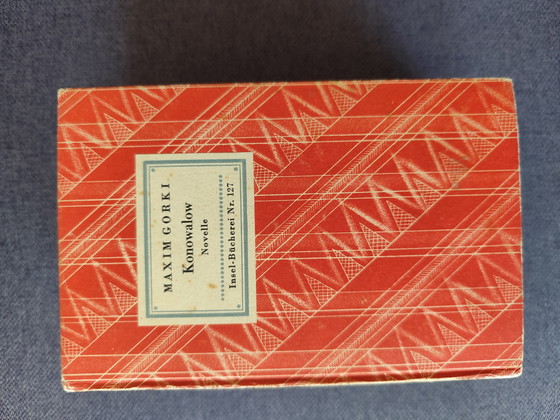 MAXIM GORKI
Konowalow
Novelle
Insel-Bücherei Nr. 127